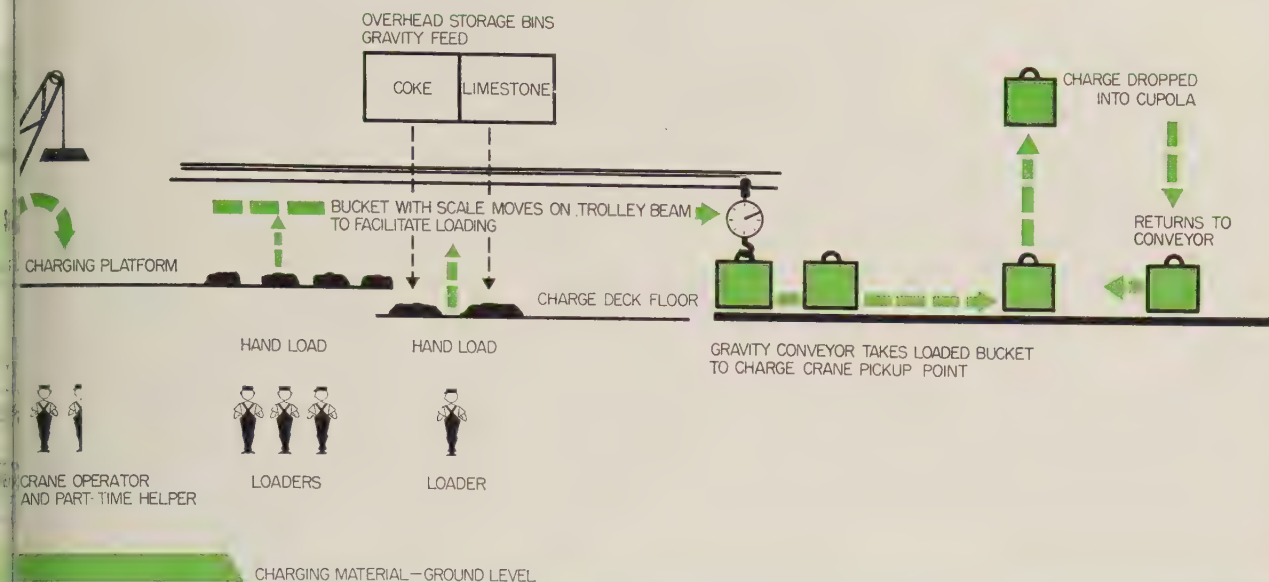 OVERHEAD STORAGE BINS
GRAVITY FEED
COKE
LIMESTONE
CHARGE DROPPED
INTO CUPOLA
BUCKET WITH SCALE MOVES ON TROLLEY BEAM
TO FACILITATE LOADING
RETURNS TO
CONVEYOR
CHARGING PLATFORM
CHARGE DECK FLOOR
HAND LOAD
HAND LOAD
GRAVITY CONVEYOR TAKES LOADED BUCKET
TO CHARGE CRANE PICKUP POINT
CRANE OPERATOR
AND PART-TIME HELPER
LOADERS
LOADER
CHARGING MATERIAL—GROUND LEVEL